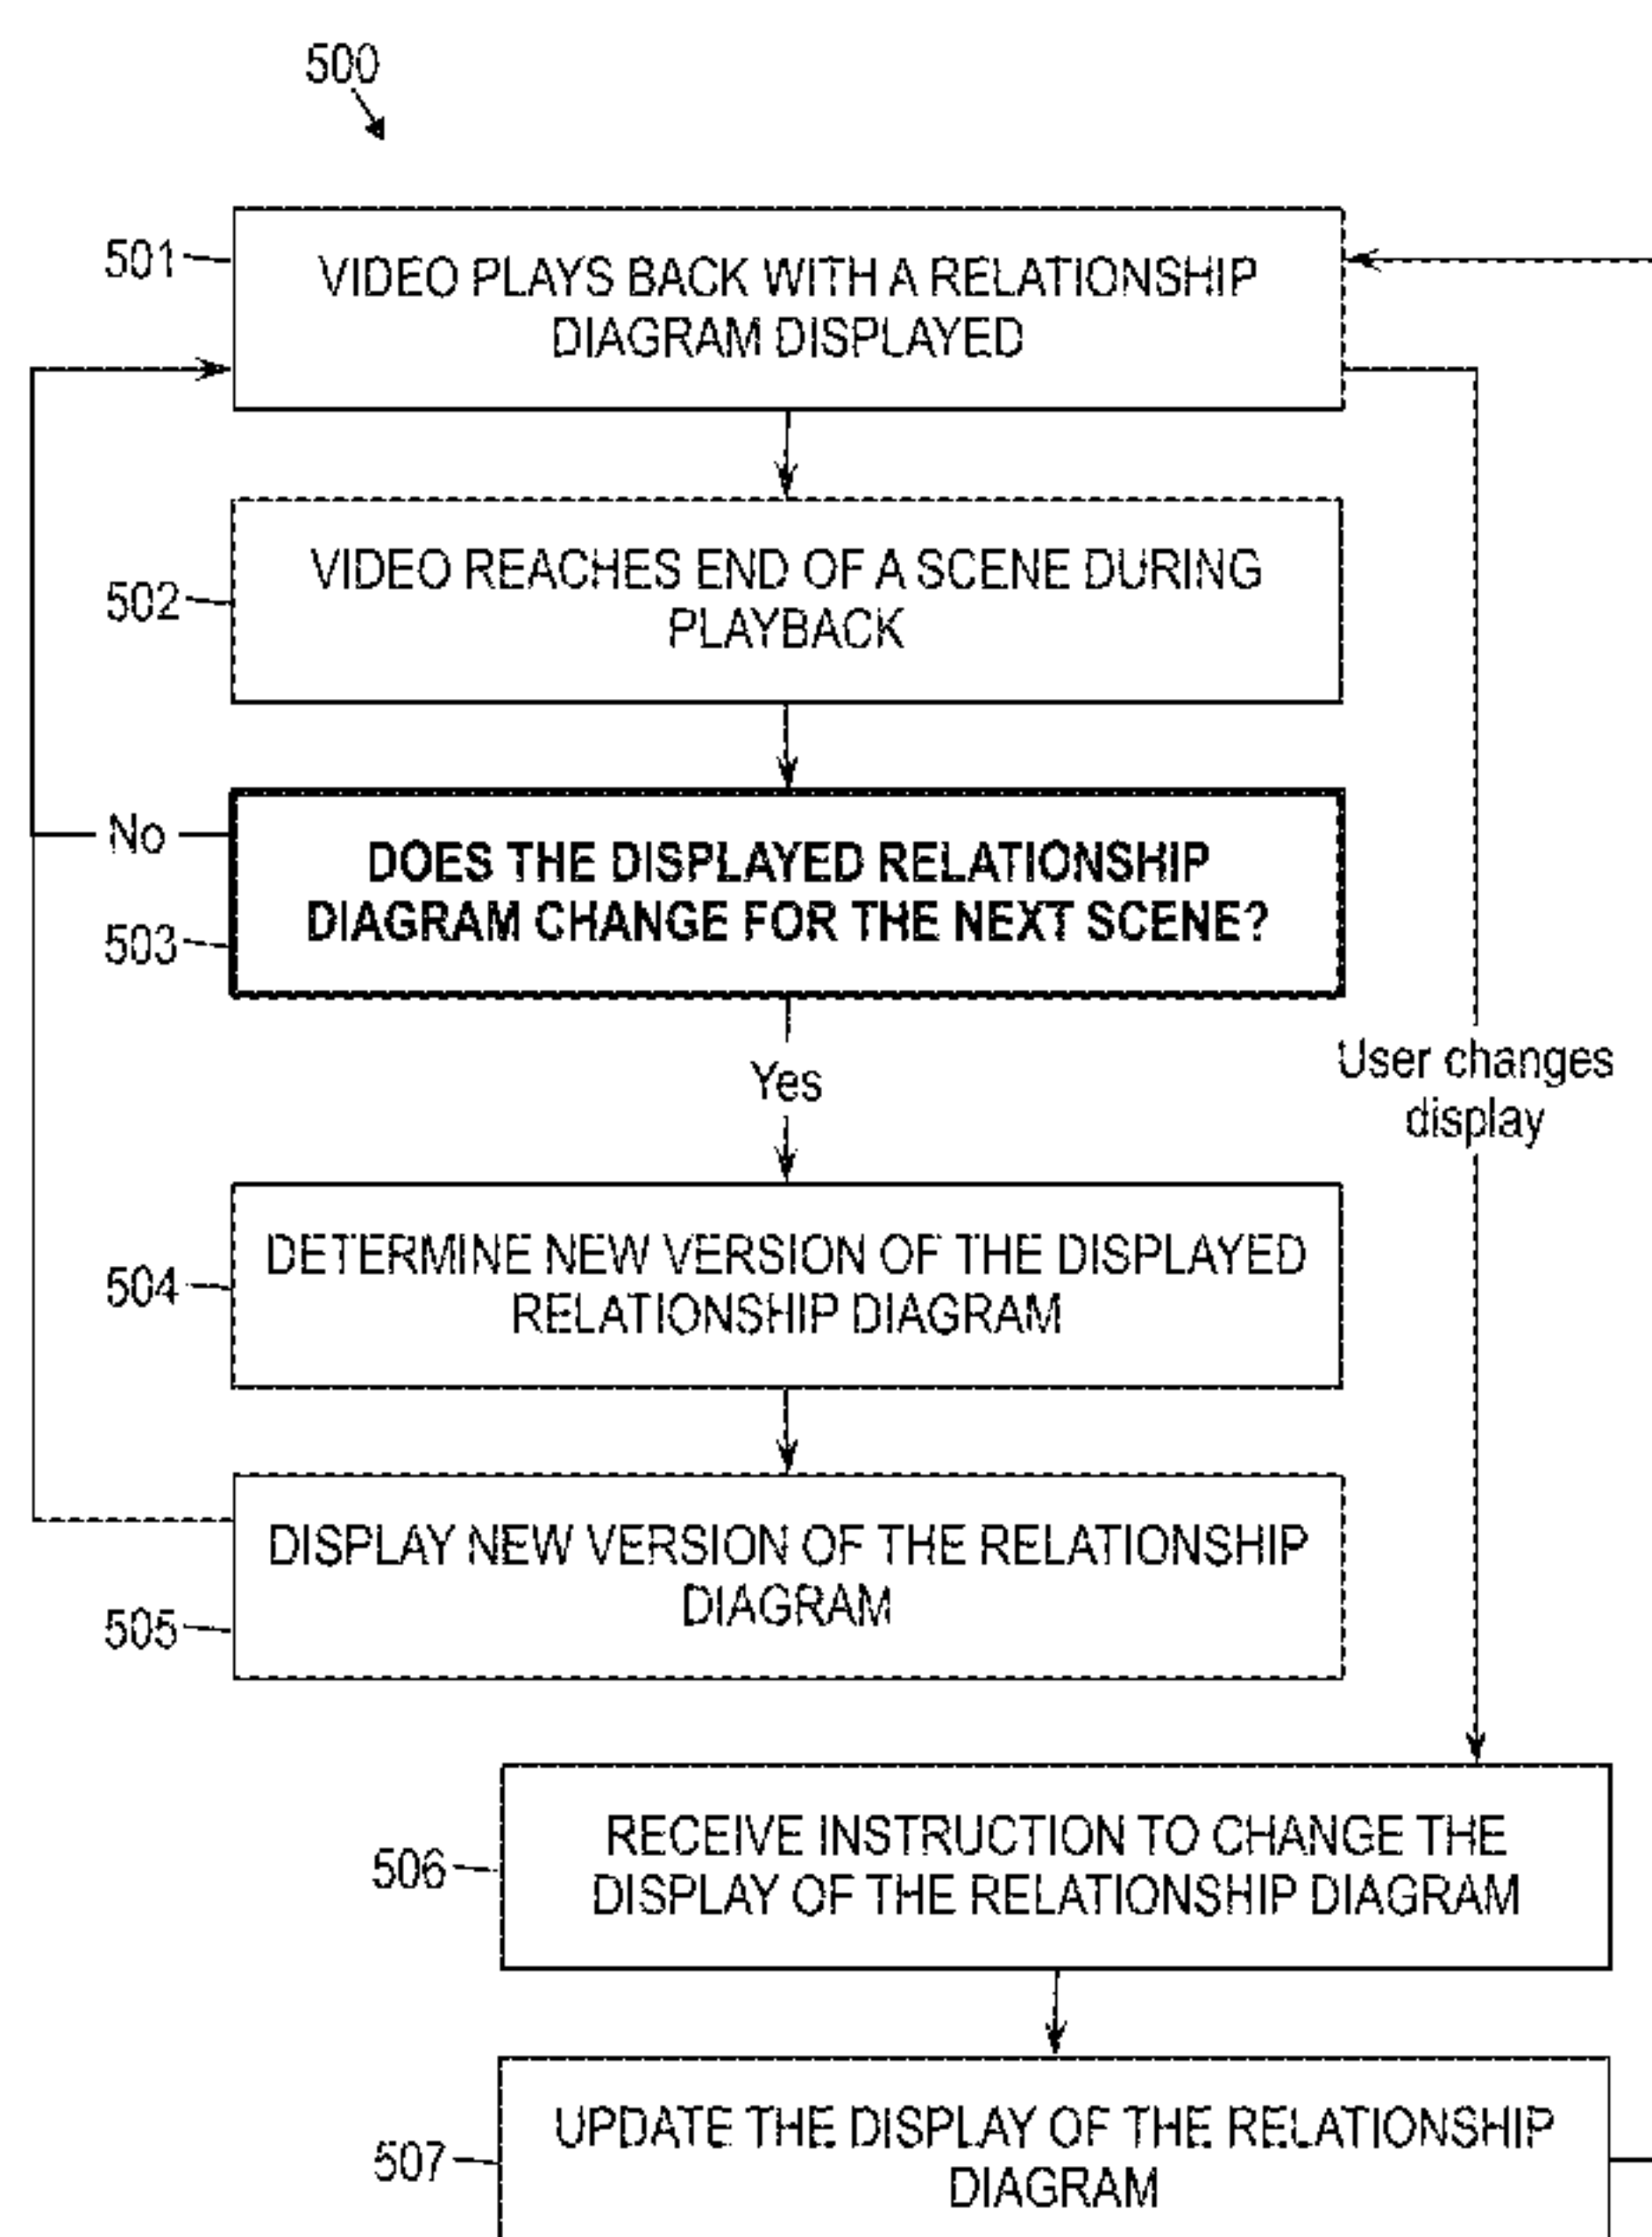 500
501
VIDEO PLAYS BACK WITH A RELATIONSHIP
DIAGRAM DISPLAYED
502
VIDEO REACHES END OF A SCENE DURING
PLAYBACK
No
503
DOES THE DISPLAYED RELATIONSHIP
DIAGRAM CHANGE FOR THE NEXT SCENE?
Yes
User changes
display
504
DETERMINE NEW VERSION OF THE DISPLAYED
RELATIONSHIP DIAGRAM
505
DISPLAY NEW VERSION OF THE RELATIONSHIP
DIAGRAM
506
RECEIVE INSTRUCTION TO CHANGE THE
DISPLAY OF THE RELATIONSHIP DIAGRAM
507
UPDATE THE DISPLAY OF THE RELATIONSHIP
DIAGRAM